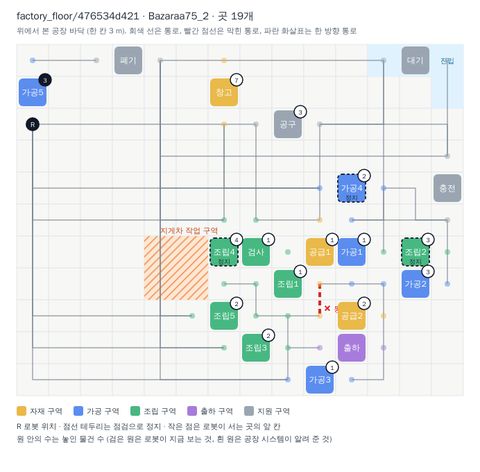 factory_floor/476534d421 · Bazaraa75_2 · 곳 19개
위에서 본 공장 바닥 (한 칸 3 m). 회색 선은 통로, 빨간 점선은 막힌 통로, 파란 화살표는 한 방향 통로
폐기
대기
진입
3
가공5
7
창고
R
3
공구
2
가공4
정지
충전
지게차 작업 구역
4
조립4
정지
1
검사
1
공급1
1
가공1
3
조립2
정지
1
조립1
3
가공2
2
조립5
×
2
공급2
2
조립3
출하
1
가공3
자재 구역
가공 구역
조립 구역
출하 구역
지원 구역
R 로봇 위치 · 점선 테두리는 점검으로 정지 · 작은 점은 로봇이 서는 곳의 앞 칸
원 안의 수는 놓인 물건 수 (검은 원은 로봇이 지금 보는 것, 흰 원은 공장 시스템이 알려 준 것)